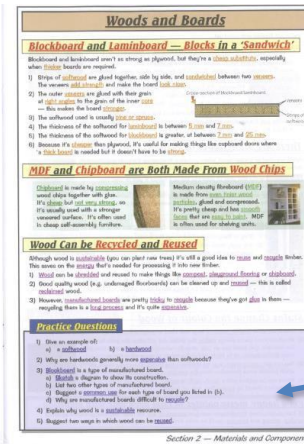 Woods and Boards
Blockboard and Laminboard — Blocks in a 'Sandwich'
Blockboard and laminboard aren't as strong as plywood, but they're a cheap substitute, especially
when thicker boards are required.
1) Strips of softwood are glued together, side by side, and sandwiched between two veneers.
The veneers add strength and make the board look clean.
2) The outer veneers are glued with their grain
at right angles to the grain of the inner core
– this makes the board stronger.
Cross-section of blockboard/laminboard.
veneers
Strips of
softwood
3) The softwood used is usually pine or spruce.
4) The thickness of the softwood for laminboard is between 5 mm and 7 mm.
5) The thickness of the softwood for blockboard is greater, at between 7 mm and 25 mm.
6) Because it's cheaper than plywood, it's useful for making things like cupboard doors where
a thick board is needed but it doesn't have to be strong.
MDF and Chipboard are Both Made From Wood Chips
Chipboard is made by compressing
wood chips together with glue.
It's cheap but not very strong, so
it's usually used with a stronger
veneered surface. It's often used
in cheap self-assembly furniture.
Medium density fibreboard (MDF)
is made from even finer wood
particles, glued and compressed.
It's pretty cheap and has smooth
faces that are easy to paint. MDF
is often used for shelving units.
Wood Can be Recycled and Reused
Although wood is sustainable (you can plant new trees) it's still a good idea to reuse and recycle timber.
This saves on the energy that's needed for processing it into new timber.
1) Wood can be shredded and reused to make things like compost, playground flooring or chipboard.
2) Good quality wood (e.g. undamaged floorboards) can be cleaned up and reused — this is called
reclaimed wood.
3) However, manufactured boards are pretty tricky to recycle because they've got glue in them —
recycling them is a long process and it's quite expensive.
Practice Questions
1) Give an example of:
a) a softwood b) a hardwood
2) Why are hardwoods generally more expensive than softwoods?
3) Blockboard is a type of manufactured board.
a) Sketch a diagram to show its construction.
b) List two other types of manufactured board.
c) Suggest a common use for each type of board you listed in (b).
d) Why are manufactured boards difficult to recycle?
4) Explain why wood is a sustainable resource.
5) Suggest two ways in which wood can be reused.
Section 2 — Materials and Componen